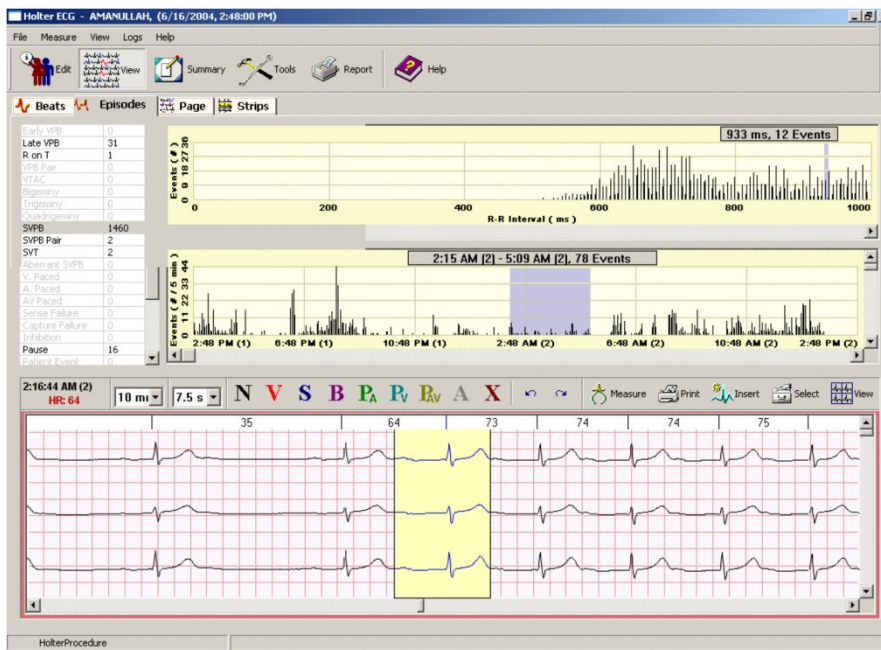 Holter ECG - AMANULLAH, (6/16/2004, 2:48:00 PM)
File Measure View Logs Help
Edit View Summary Tools Report Help
Beats Episodes Page Strips
Early VPB 0
Late VPB 31
R on T 1
VPB Pair 0
VTAC 0
Bigeminy 0
Trigeminy 0
Quadrigeminy 0
SVPB 1460
SVPB Pair 2
SVT 2
Aberrant SVPB 0
V. Paced 0
A. Paced 0
AV Paced 0
Sense Failure 0
Capture Failure 0
Inhibition 0
Pause 16
Patient Event 0
933 ms, 12 Events
Events (#)
0 9 18 27 36
0 200 400 600 800 1000
R-R Interval ( ms )
2:15 AM (2) - 5:09 AM (2), 78 Events
Events (# / 5 min)
0 11 22 33 44
2:48 PM (1) 6:48 PM (1) 10:48 PM (1) 2:48 AM (2) 6:48 AM (2) 10:48 AM (2) 2:48 PM (2)
2:16:44 AM (2)
HR: 64
10 m 7.5 s N V S B PA PV PAV A X Measure Print Insert Select View
35 64 73 74 74 75
HolterProcedure